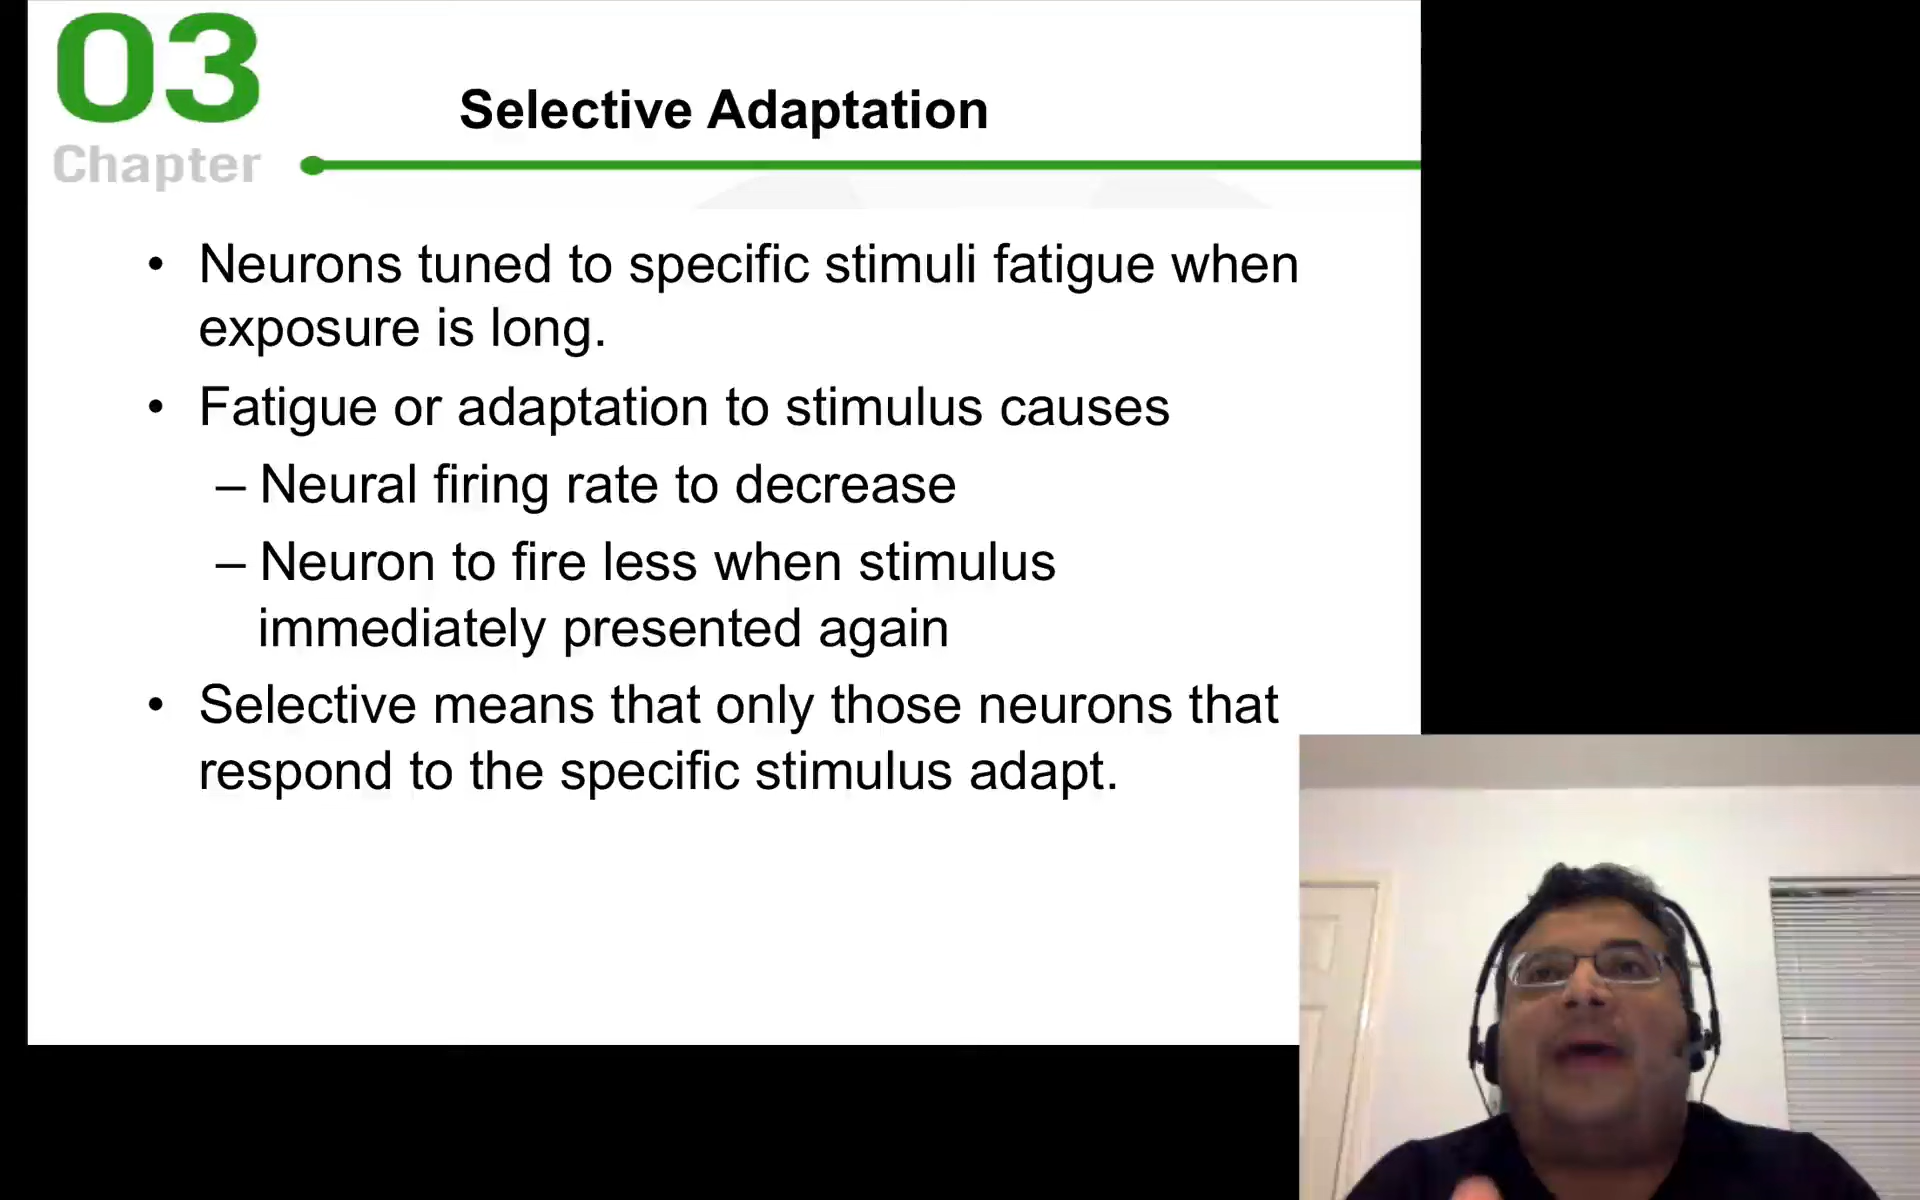 03
Chapter
Selective Adaptation
• Neurons tuned to specific stimuli fatigue when
exposure is long.
• Fatigue or adaptation to stimulus causes
– Neural firing rate to decrease
– Neuron to fire less when stimulus
immediately presented again
• Selective means that only those neurons that
respond to the specific stimulus adapt.